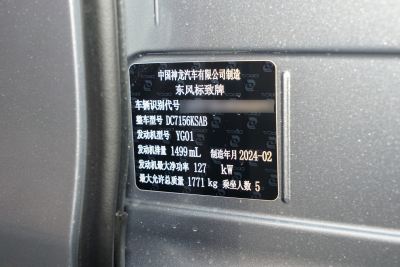 中国神龙汽车有限公司制造
东风标致牌
车辆识别代号
整车型号 DC7156KSAB
发动机型号 YG01
发动机排量 1499 mL 制造年月 2024-02
发动机最大净功率 127 kW
最大允许总质量 1771 kg 乘坐人数 5